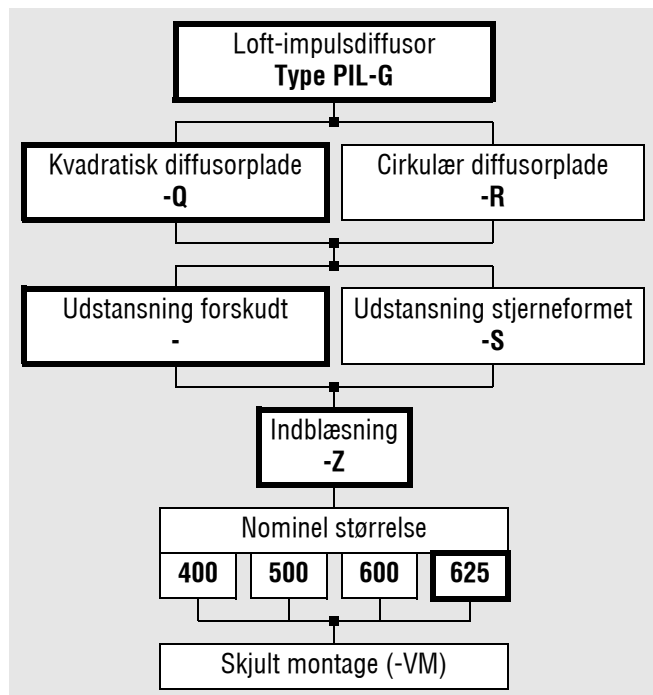 Loft-impulsdiffusor
Type PIL-G
Kvadratisk diffusorplade
-Q
Cirkulær diffusorplade
-R
Udstansning forskudt
-
Udstansning stjerneformet
-S
Indblæsning
-Z
Nominel størrelse
400 500 600 625
Skjult montage (-VM)